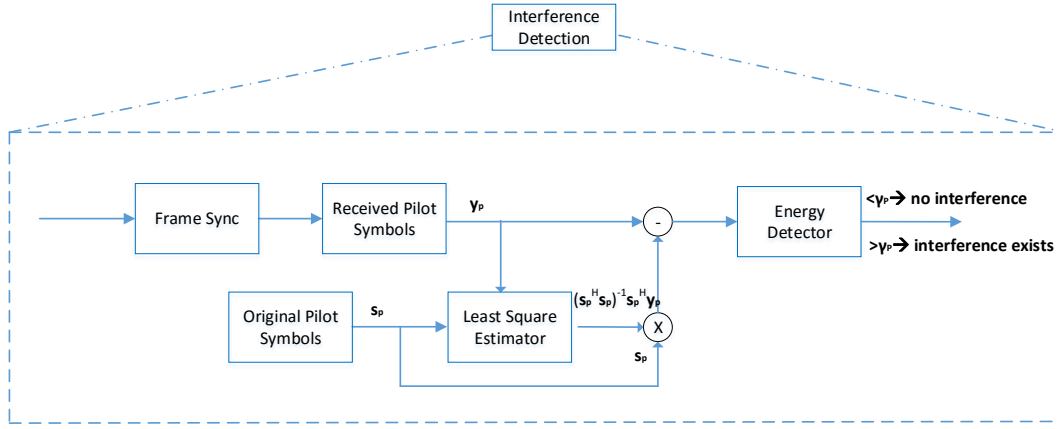 Interference
Detection
Frame Sync
Received Pilot
Symbols
yₚ
-
Energy
Detector
<γₚ→ no interference
>γₚ→ interference exists
Original Pilot
Symbols
sₚ
Least Square
Estimator
(sₚᴴsₚ)⁻¹sₚᴴyₚ
X
sₚ